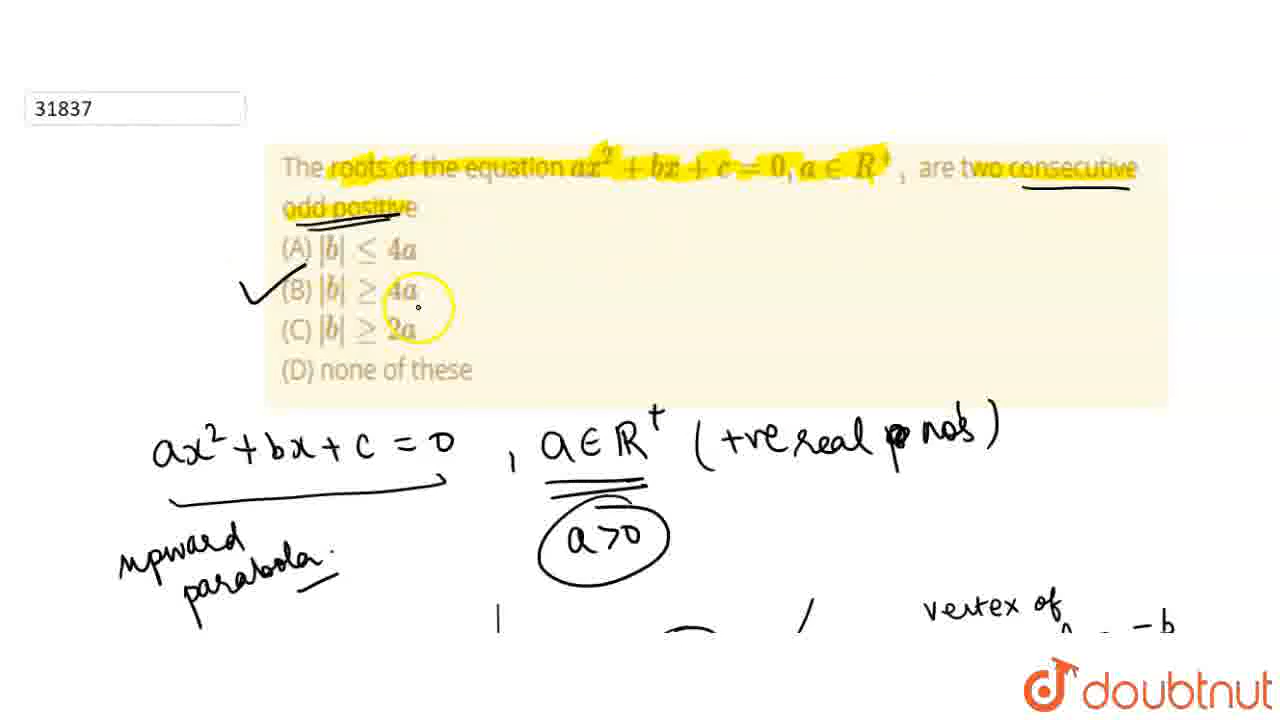 31837
The roots of the equation ax² + bx + c = 0, a ∈ R⁺, are two consecutive
odd positive
(A) |b| ≤ 4a
(B) |b| ≥ 4a
(C) |b| ≥ 2a
(D) none of these
ax² + bx + c = 0 , a ∈ R⁺ (+ve real nos)
upward
parabola.
a > 0
vertex of
-b
doubtnut